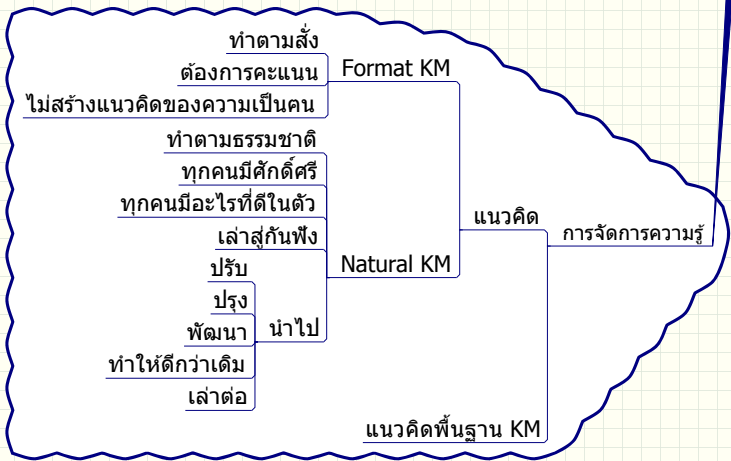 ทำตามสั่ง
ต้องการคะแนน
ไม่สร้างแนวคิดของความเป็นฅน
Format KM
ทำตามธรรมชาติ
ทุกคนมีศักดิ์ศรี
ทุกคนมีอะไรที่ดีในตัว
เล่าสู่กันฟัง
ปรับ
ปรุง
พัฒนา
ทำให้ดีกว่าเดิม
เล่าต่อ
นำไป
Natural KM
แนวคิด
แนวคิดพื้นฐาน KM
การจัดการความรู้